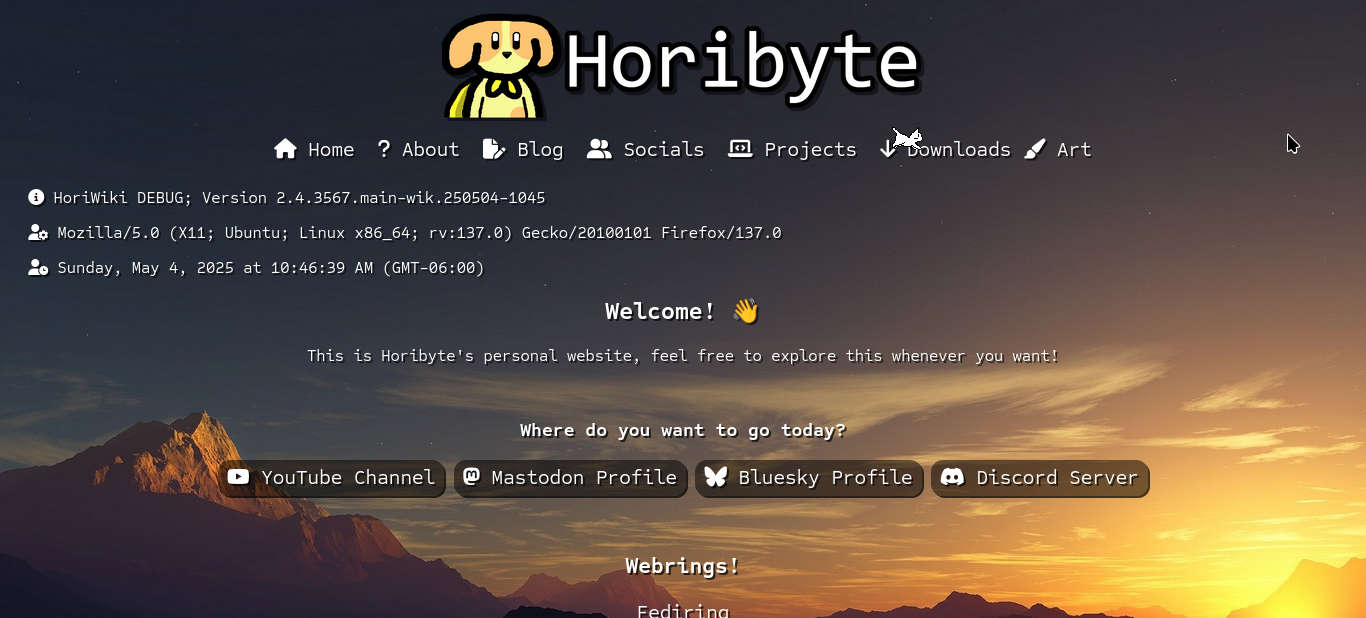 Horibyte
Home ? About Blog Socials Projects Downloads Art
HoriWiki DEBUG; Version 2.4.3567.main-wik.250504-1045
Mozilla/5.0 (X11; Ubuntu; Linux x86_64; rv:137.0) Gecko/20100101 Firefox/137.0
Sunday, May 4, 2025 at 10:46:39 AM (GMT-06:00)
Welcome! 👋
This is Horibyte's personal website, feel free to explore this whenever you want!
Where do you want to go today?
YouTube Channel Mastodon Profile Bluesky Profile Discord Server
Webrings!
Fediring